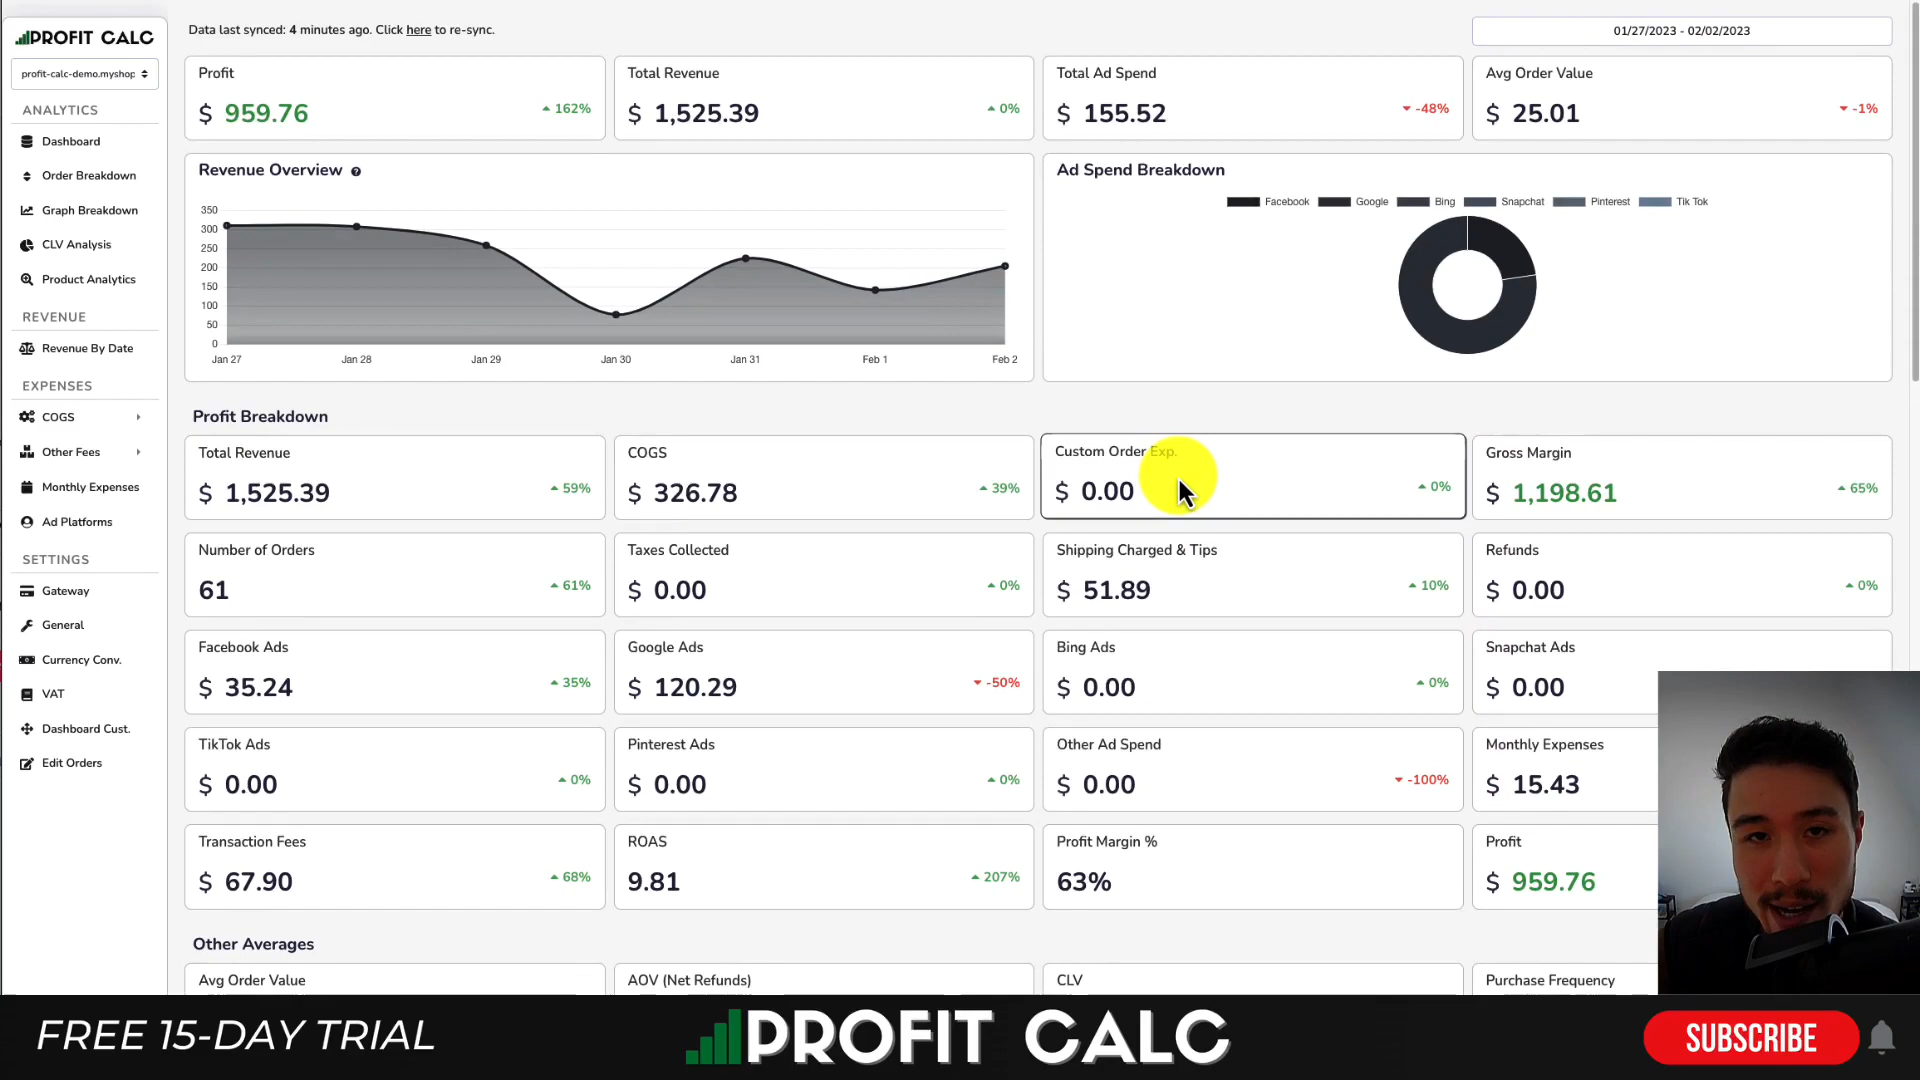 PROFIT CALC
profit-calc-demo.myshop
ANALYTICS
Dashboard
Order Breakdown
Graph Breakdown
CLV Analysis
Product Analytics
REVENUE
Revenue By Date
EXPENSES
COGS
Other Fees
Monthly Expenses
Ad Platforms
SETTINGS
Gateway
General
Currency Conv.
VAT
Dashboard Cust.
Edit Orders
Data last synced: 4 minutes ago. Click here to re-sync.
01/27/2023 - 02/02/2023
Profit
$ 959.76 162%
Total Revenue
$ 1,525.39 0%
Total Ad Spend
$ 155.52 -48%
Avg Order Value
$ 25.01 -1%
Revenue Overview ?
350
300
250
200
150
100
50
0
Jan 27 Jan 28 Jan 29 Jan 30 Jan 31 Feb 1 Feb 2
Ad Spend Breakdown
Facebook Google Bing Snapchat Pinterest Tik Tok
Profit Breakdown
Total Revenue
$ 1,525.39 59%
COGS
$ 326.78 39%
Custom Order Exp.
$ 0.00 0%
Gross Margin
$ 1,198.61 65%
Number of Orders
61 61%
Taxes Collected
$ 0.00 0%
Shipping Charged & Tips
$ 51.89 10%
Refunds
$ 0.00 0%
Facebook Ads
$ 35.24 35%
Google Ads
$ 120.29 -50%
Bing Ads
$ 0.00 0%
Snapchat Ads
$ 0.00
TikTok Ads
$ 0.00 0%
Pinterest Ads
$ 0.00 0%
Other Ad Spend
$ 0.00 -100%
Monthly Expenses
$ 15.43
Transaction Fees
$ 67.90 68%
ROAS
9.81 207%
Profit Margin %
63%
Profit
$ 959.76
Other Averages
Avg Order Value
AOV (Net Refunds)
CLV
Purchase Frequency
FREE 15-DAY TRIAL
PROFIT CALC
SUBSCRIBE